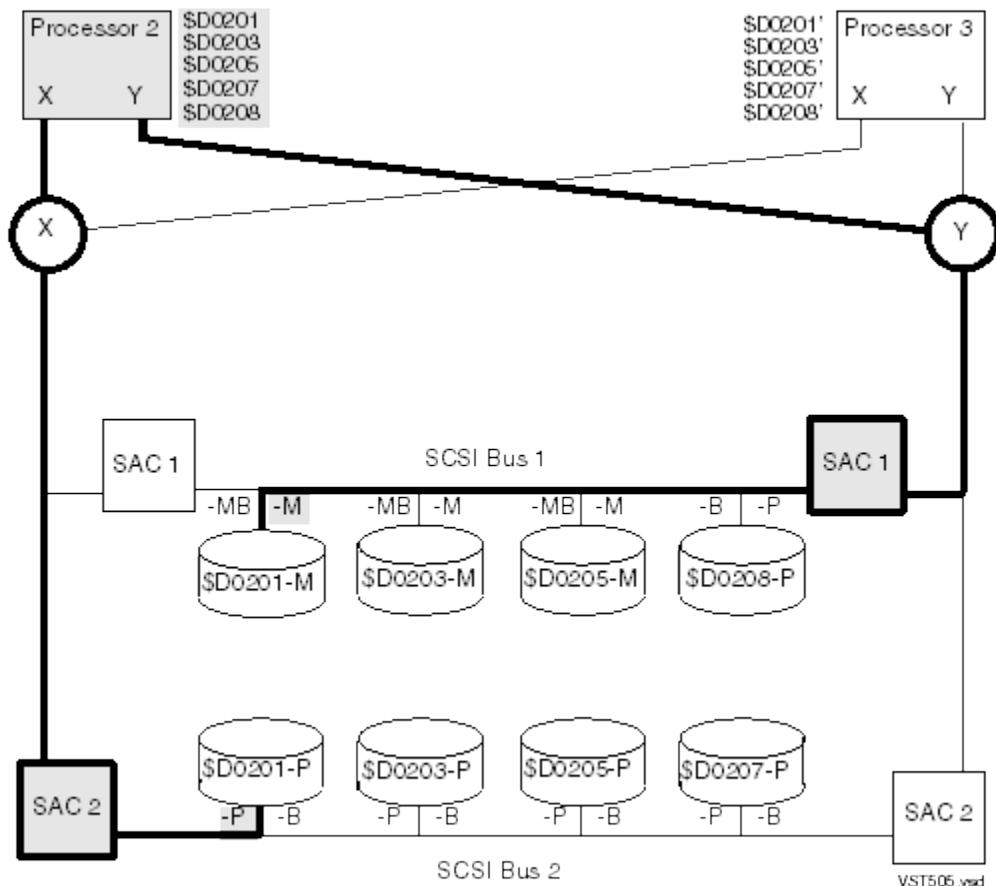 Processor 2
X Y
$D0201
$D0203
$D0205
$D0207
$D0208
$D0201'
$D0203'
$D0205'
$D0207'
$D0208'
Processor 3
X Y
X
Y
SAC 1
SCSI Bus 1
SAC 1
-MB -M -MB -M -MB -M -B -P
$D0201-M $D0203-M $D0205-M $D0208-P
$D0201-P $D0203-P $D0205-P $D0207-P
SAC 2
-P -B -P -B -P -B -P -B
SAC 2
SCSI Bus 2
VST505.vsd